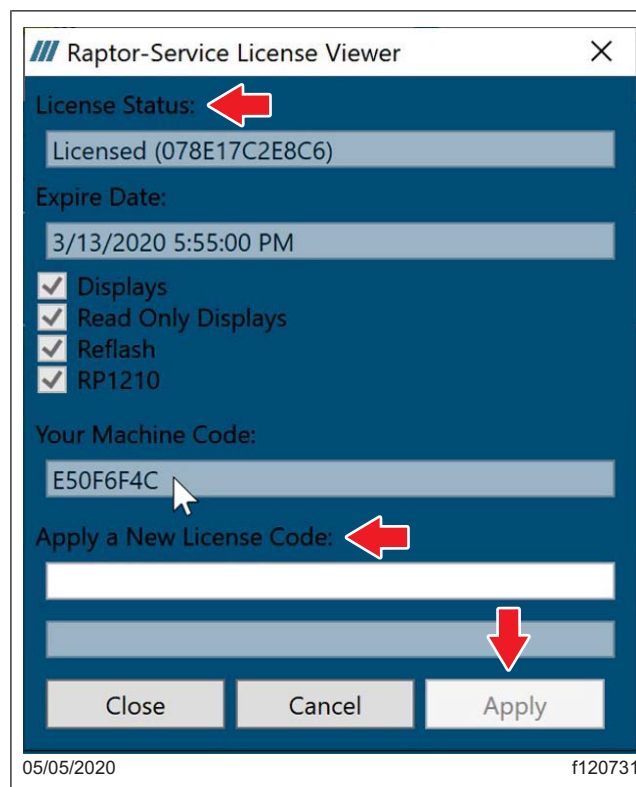 Raptor-Service License Viewer
License Status:
Licensed (078E17C2E8C6)
Expire Date:
3/13/2020 5:55:00 PM
Displays
Read Only Displays
Reflash
RP1210
Your Machine Code:
E50F6F4C
Apply a New License Code:
Close Cancel Apply
05/05/2020 f120731